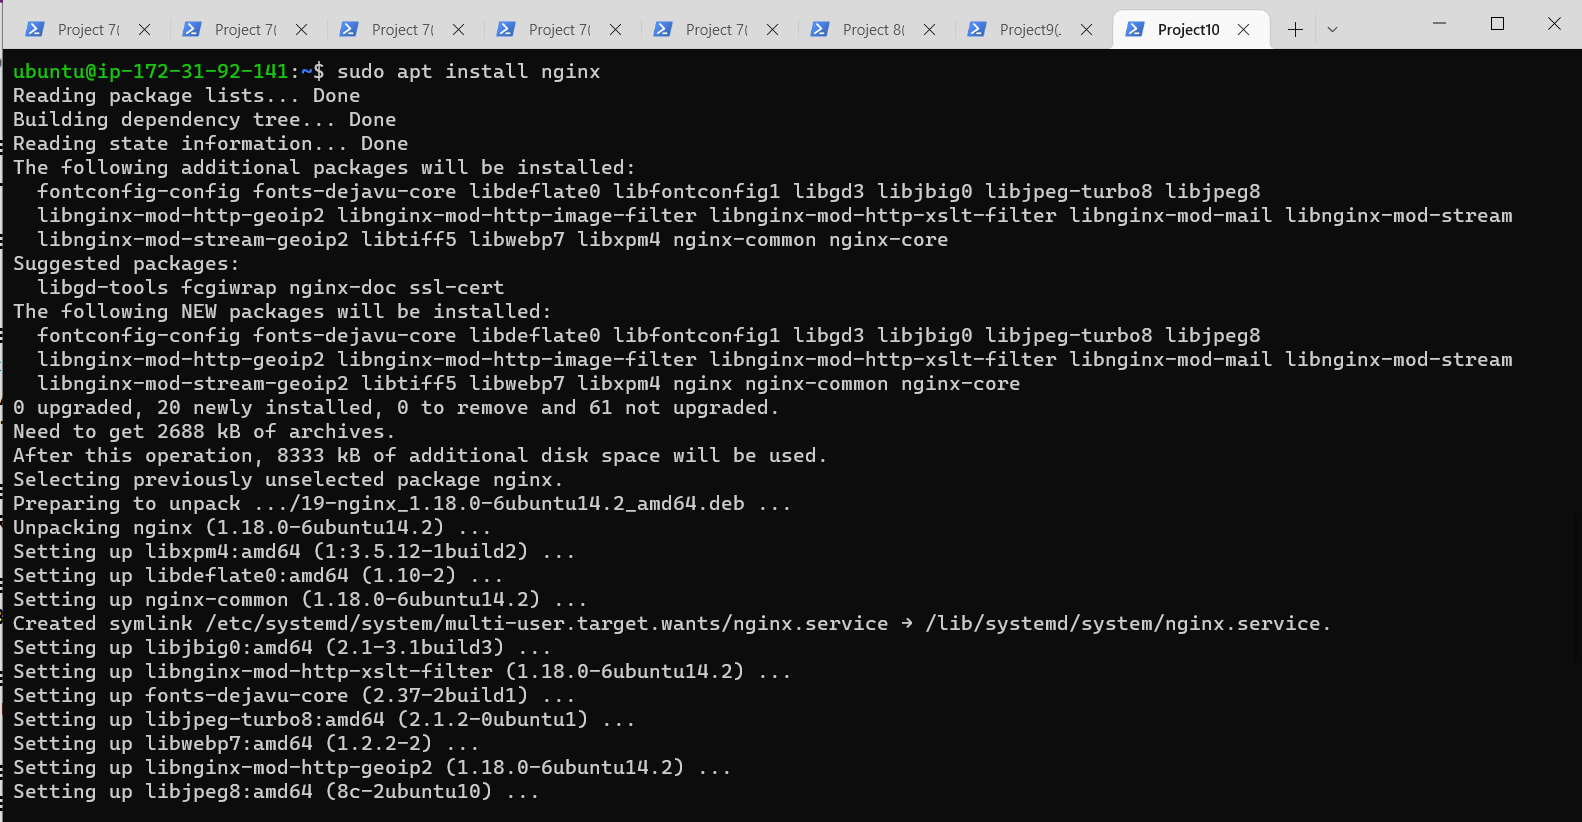 Project 7( Project 7( Project 7( Project 7( Project 7( Project 8( Project9(. Project10
ubuntu@ip-172-31-92-141:~$ sudo apt install nginx
Reading package lists... Done
Building dependency tree... Done
Reading state information... Done
The following additional packages will be installed:
  fontconfig-config fonts-dejavu-core libdeflate0 libfontconfig1 libgd3 libjbig0 libjpeg-turbo8 libjpeg8
  libnginx-mod-http-geoip2 libnginx-mod-http-image-filter libnginx-mod-http-xslt-filter libnginx-mod-mail libnginx-mod-stream
  libnginx-mod-stream-geoip2 libtiff5 libwebp7 libxpm4 nginx-common nginx-core
Suggested packages:
  libgd-tools fcgiwrap nginx-doc ssl-cert
The following NEW packages will be installed:
  fontconfig-config fonts-dejavu-core libdeflate0 libfontconfig1 libgd3 libjbig0 libjpeg-turbo8 libjpeg8
  libnginx-mod-http-geoip2 libnginx-mod-http-image-filter libnginx-mod-http-xslt-filter libnginx-mod-mail libnginx-mod-stream
  libnginx-mod-stream-geoip2 libtiff5 libwebp7 libxpm4 nginx nginx-common nginx-core
0 upgraded, 20 newly installed, 0 to remove and 61 not upgraded.
Need to get 2688 kB of archives.
After this operation, 8333 kB of additional disk space will be used.
Selecting previously unselected package nginx.
Preparing to unpack .../19-nginx_1.18.0-6ubuntu14.2_amd64.deb ...
Unpacking nginx (1.18.0-6ubuntu14.2) ...
Setting up libxpm4:amd64 (1:3.5.12-1build2) ...
Setting up libdeflate0:amd64 (1.10-2) ...
Setting up nginx-common (1.18.0-6ubuntu14.2) ...
Created symlink /etc/systemd/system/multi-user.target.wants/nginx.service → /lib/systemd/system/nginx.service.
Setting up libjbig0:amd64 (2.1-3.1build3) ...
Setting up libnginx-mod-http-xslt-filter (1.18.0-6ubuntu14.2) ...
Setting up fonts-dejavu-core (2.37-2build1) ...
Setting up libjpeg-turbo8:amd64 (2.1.2-0ubuntu1) ...
Setting up libwebp7:amd64 (1.2.2-2) ...
Setting up libnginx-mod-http-geoip2 (1.18.0-6ubuntu14.2) ...
Setting up libjpeg8:amd64 (8c-2ubuntu10) ...